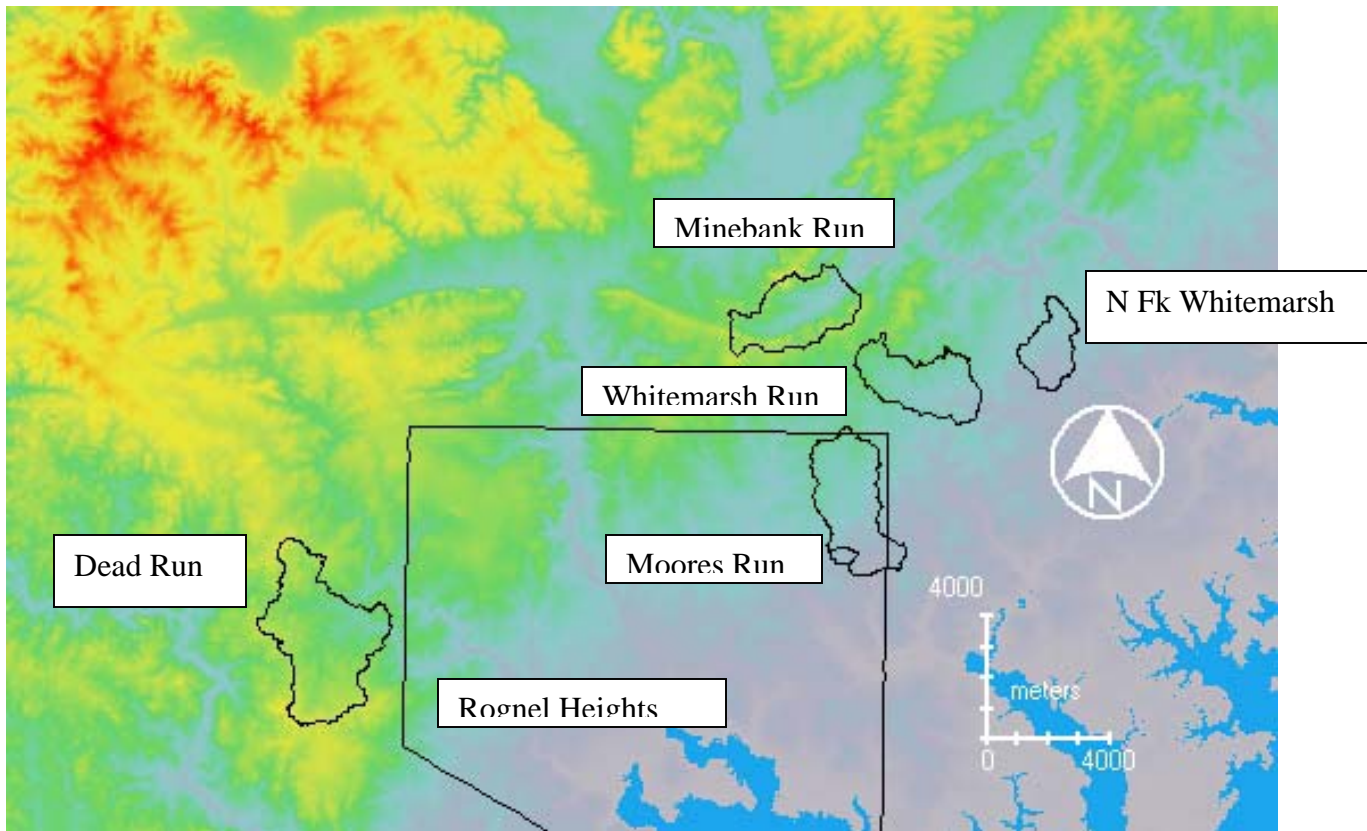 Minebank Run
N Fk Whitemarsh
Whitemarsh Run
Dead Run
Moores Run
Rognel Heights
N
4000
meters
0 4000